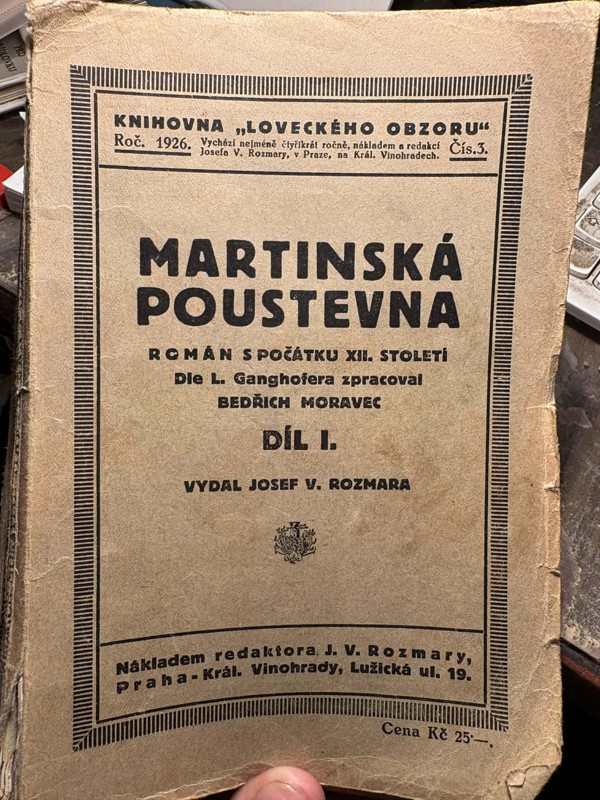 KNIHOVNA „LOVECKÉHO OBZORU“
Roč. 1926. Vychází nejméně čtyřikrát ročně, nákladem a redakcí Čís.3.
Josefa V. Rozmary, v Praze, na Král. Vinohradech.
MARTINSKÁ
POUSTEVNA
ROMÁN S POČÁTKU XII. STOLETÍ
Dle L. Ganghofera zpracoval
BEDŘICH MORAVEC
DÍL I.
VYDAL JOSEF V. ROZMARA
Nákladem redaktora J. V. Rozmary,
Praha-Král. Vinohrady, Lužická ul. 19.
Cena Kč 25·—.